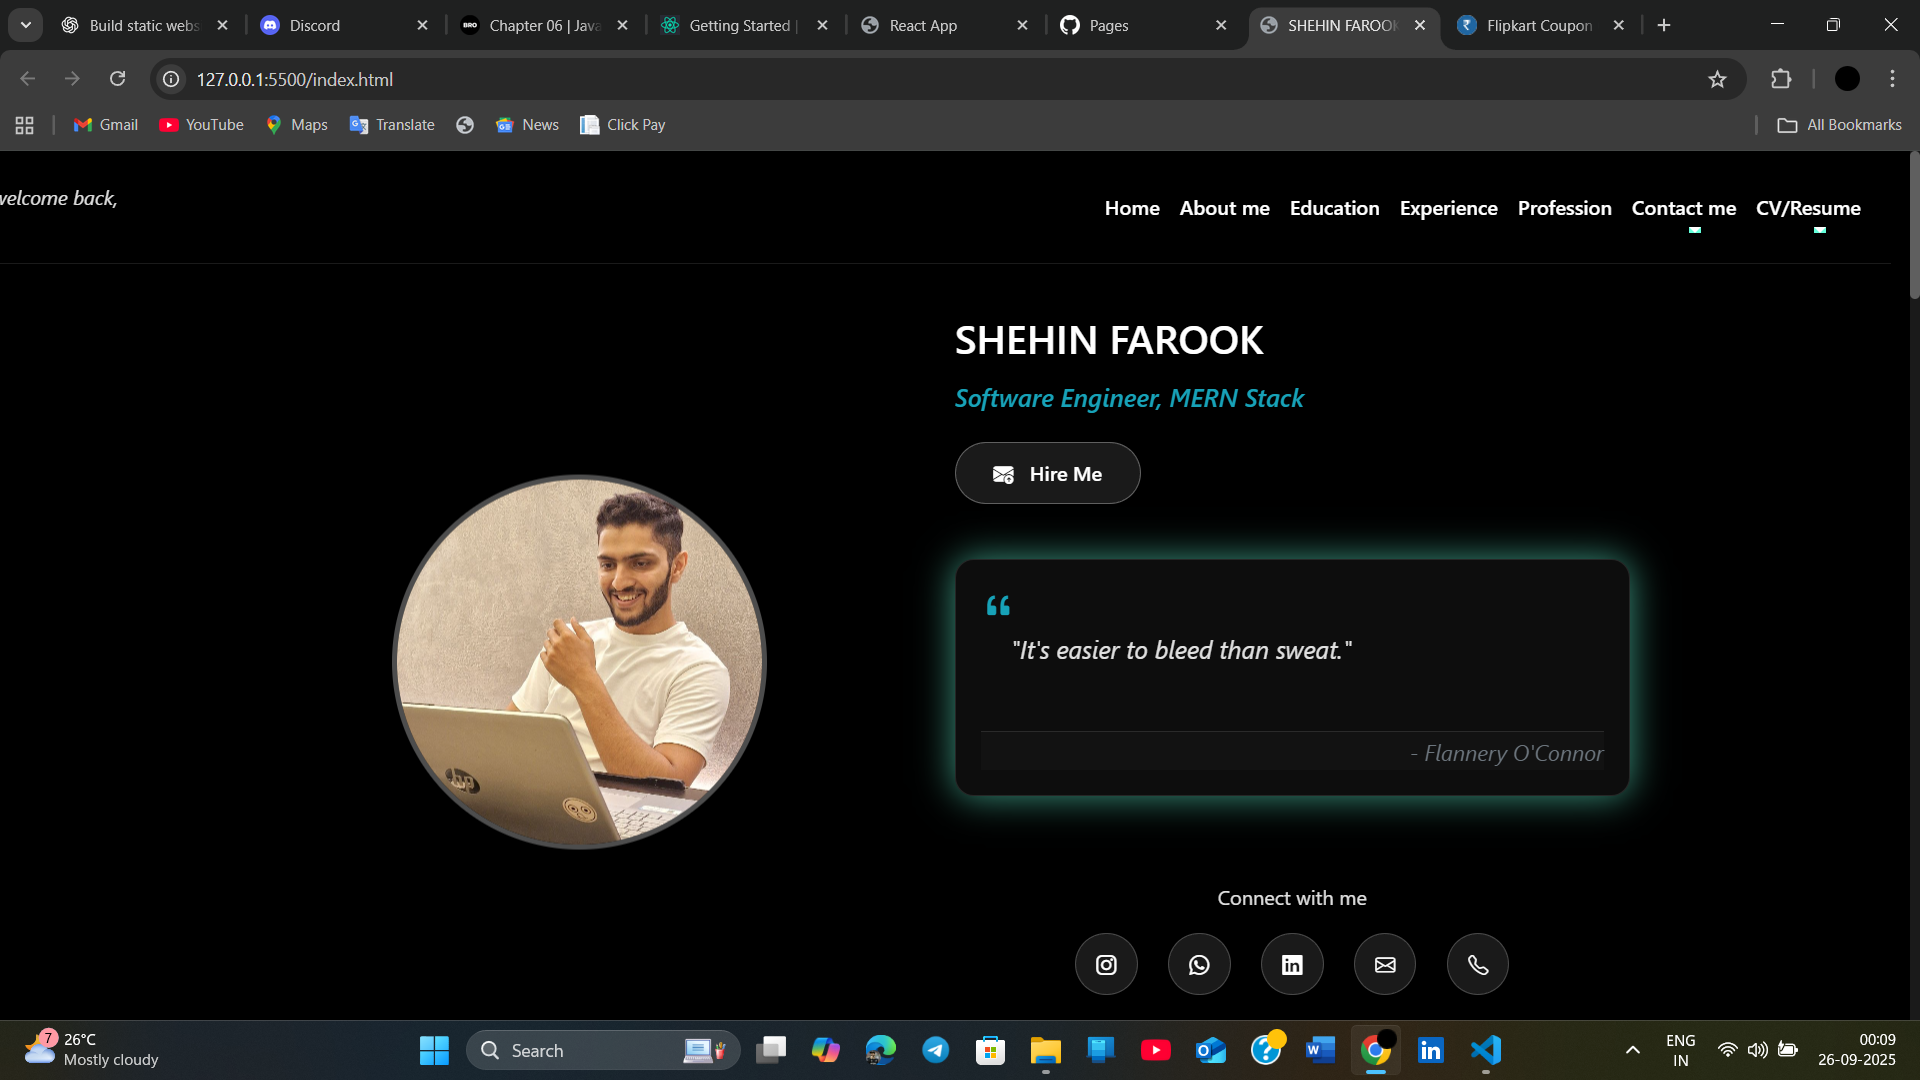 Build static webs
Discord
BRO
Chapter 06 | Java
Getting Started |
React App
Pages
SHEHIN FAROOK
Flipkart Coupon
127.0.0.1:5500/index.html
Gmail
YouTube
Maps
Translate
News
Click Pay
All Bookmarks
welcome back,
Home
About me
Education
Experience
Profession
Contact me
CV/Resume
SHEHIN FAROOK
Software Engineer, MERN Stack
Hire Me
"It's easier to bleed than sweat."
- Flannery O'Connor
hp
Connect with me
7
26°C
Mostly cloudy
Search
ENG
IN
00:09
26-09-2025